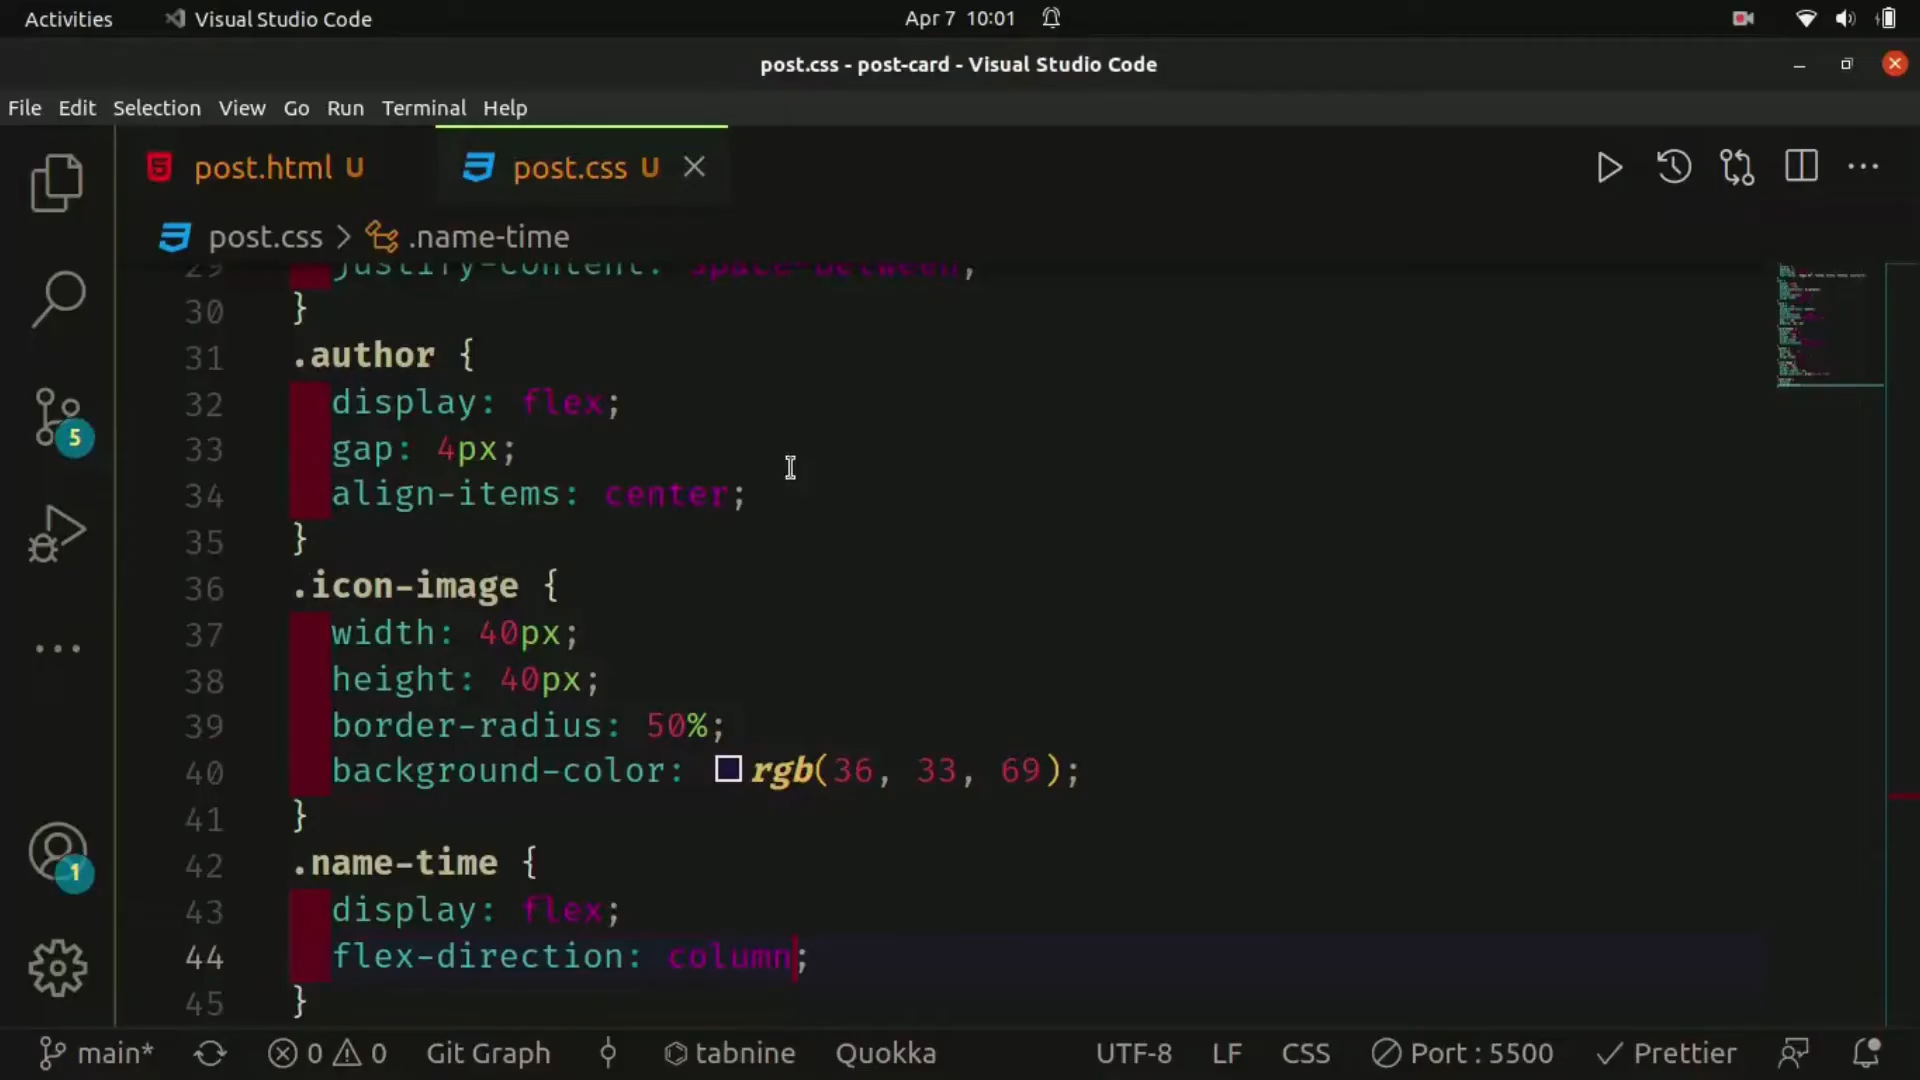 Activities Visual Studio Code Apr 7 10:01
post.css - post-card - Visual Studio Code
File Edit Selection View Go Run Terminal Help
post.html U post.css U
post.css > .name-time
29 justify-content: space-between;
30 }
31 .author {
32 display: flex;
33 gap: 4px;
34 align-items: center;
35 }
36 .icon-image {
37 width: 40px;
38 height: 40px;
39 border-radius: 50%;
40 background-color: rgb(36, 33, 69);
41 }
42 .name-time {
43 display: flex;
44 flex-direction: column;
45 }
5
1
main* 0 0 Git Graph tabnine Quokka UTF-8 LF CSS Port : 5500 Prettier